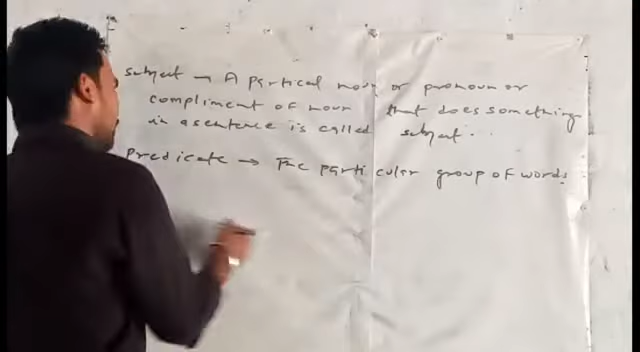 Subject → A partical noun or pronoun or
compliment of noun that does something
in a sentence is called subject...
Predicate → The particular group of words